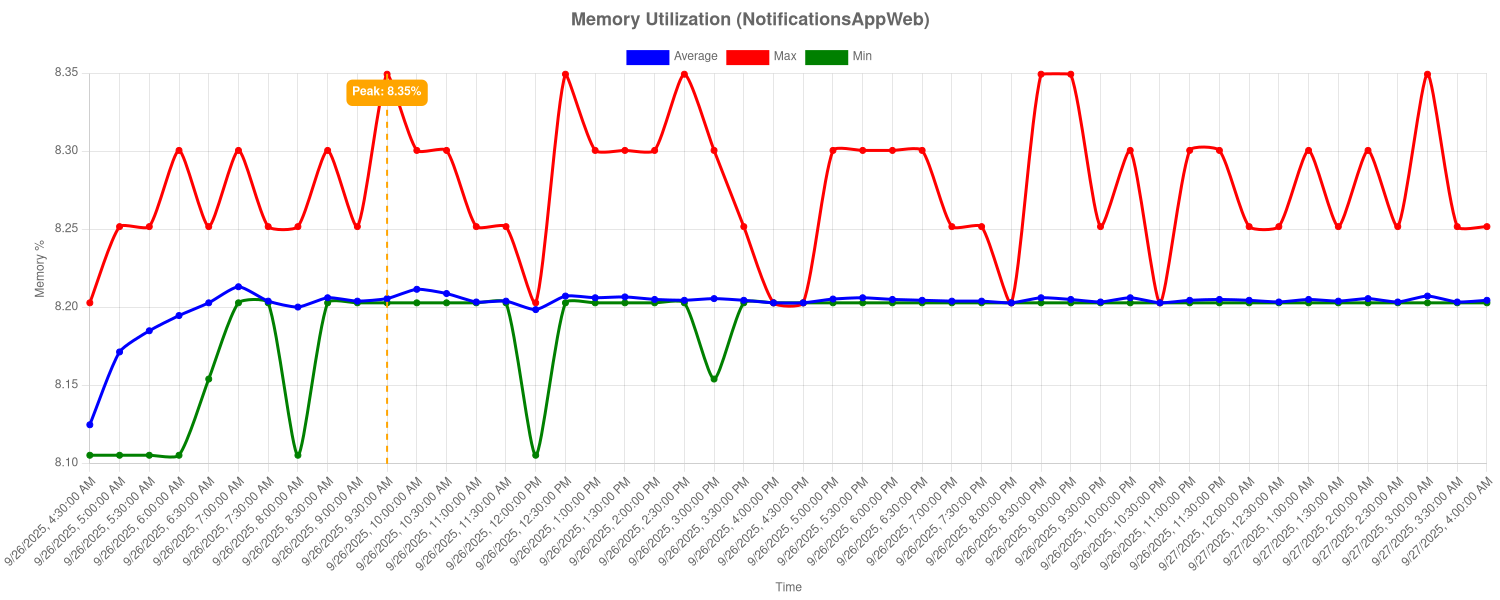 Memory Utilization (NotificationsAppWeb)
Average Max Min
8.35
Peak: 8.35%
8.30
8.25
Memory %
8.20
8.15
8.10
9/26/2025, 4:30:00 AM
9/26/2025, 5:00:00 AM
9/26/2025, 5:30:00 AM
9/26/2025, 6:00:00 AM
9/26/2025, 6:30:00 AM
9/26/2025, 7:00:00 AM
9/26/2025, 7:30:00 AM
9/26/2025, 8:00:00 AM
9/26/2025, 8:30:00 AM
9/26/2025, 9:00:00 AM
9/26/2025, 9:30:00 AM
9/26/2025, 10:00:00 AM
9/26/2025, 10:30:00 AM
9/26/2025, 11:00:00 AM
9/26/2025, 11:30:00 AM
9/26/2025, 12:00:00 PM
9/26/2025, 12:30:00 PM
9/26/2025, 1:00:00 PM
9/26/2025, 1:30:00 PM
9/26/2025, 2:00:00 PM
9/26/2025, 2:30:00 PM
9/26/2025, 3:00:00 PM
9/26/2025, 3:30:00 PM
9/26/2025, 4:00:00 PM
9/26/2025, 4:30:00 PM
9/26/2025, 5:00:00 PM
9/26/2025, 5:30:00 PM
9/26/2025, 6:00:00 PM
9/26/2025, 6:30:00 PM
9/26/2025, 7:00:00 PM
9/26/2025, 7:30:00 PM
9/26/2025, 8:00:00 PM
9/26/2025, 8:30:00 PM
9/26/2025, 9:00:00 PM
9/26/2025, 9:30:00 PM
9/26/2025, 10:00:00 PM
9/26/2025, 10:30:00 PM
9/26/2025, 11:00:00 PM
9/26/2025, 11:30:00 PM
9/27/2025, 12:00:00 AM
9/27/2025, 12:30:00 AM
9/27/2025, 1:00:00 AM
9/27/2025, 1:30:00 AM
9/27/2025, 2:00:00 AM
9/27/2025, 2:30:00 AM
9/27/2025, 3:00:00 AM
9/27/2025, 3:30:00 AM
9/27/2025, 4:00:00 AM
Time